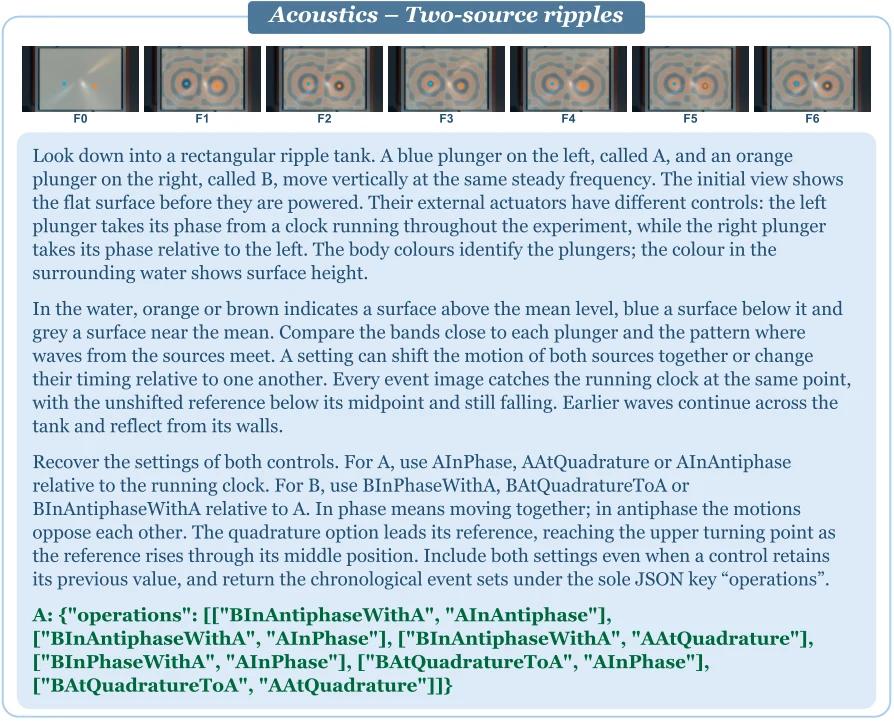 Acoustics – Two-source ripples
F0 F1 F2 F3 F4 F5 F6
Look down into a rectangular ripple tank. A blue plunger on the left, called A, and an orange
plunger on the right, called B, move vertically at the same steady frequency. The initial view shows
the flat surface before they are powered. Their external actuators have different controls: the left
plunger takes its phase from a clock running throughout the experiment, while the right plunger
takes its phase relative to the left. The body colours identify the plungers; the colour in the
surrounding water shows surface height.
In the water, orange or brown indicates a surface above the mean level, blue a surface below it and
grey a surface near the mean. Compare the bands close to each plunger and the pattern where
waves from the sources meet. A setting can shift the motion of both sources together or change
their timing relative to one another. Every event image catches the running clock at the same point,
with the unshifted reference below its midpoint and still falling. Earlier waves continue across the
tank and reflect from its walls.
Recover the settings of both controls. For A, use AInPhase, AAtQuadrature or AInAntiphase
relative to the running clock. For B, use BInPhaseWithA, BAtQuadratureToA or
BInAntiphaseWithA relative to A. In phase means moving together; in antiphase the motions
oppose each other. The quadrature option leads its reference, reaching the upper turning point as
the reference rises through its middle position. Include both settings even when a control retains
its previous value, and return the chronological event sets under the sole JSON key “operations”.
A: {"operations": [["BInAntiphaseWithA", "AInAntiphase"],
["BInAntiphaseWithA", "AInPhase"], ["BInAntiphaseWithA", "AAtQuadrature"],
["BInPhaseWithA", "AInPhase"], ["BAtQuadratureToA", "AInPhase"],
["BAtQuadratureToA", "AAtQuadrature"]]}